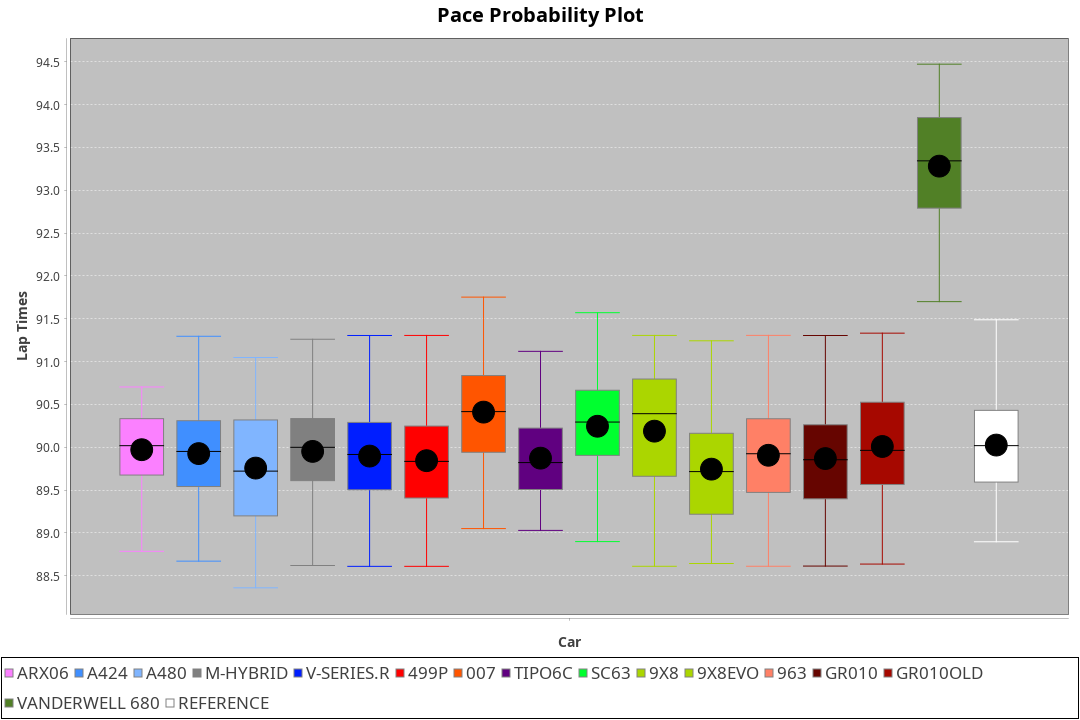 Pace Probability Plot
94.5
94.0
93.5
93.0
92.5
92.0
91.5
91.0
90.5
90.0
89.5
89.0
88.5
Lap Times
Car
ARX06 A424 A480 M-HYBRID V-SERIES.R 499P 007 TIPO6C SC63 9X8 9X8EVO 963 GR010 GR010OLD
VANDERWELL 680 REFERENCE